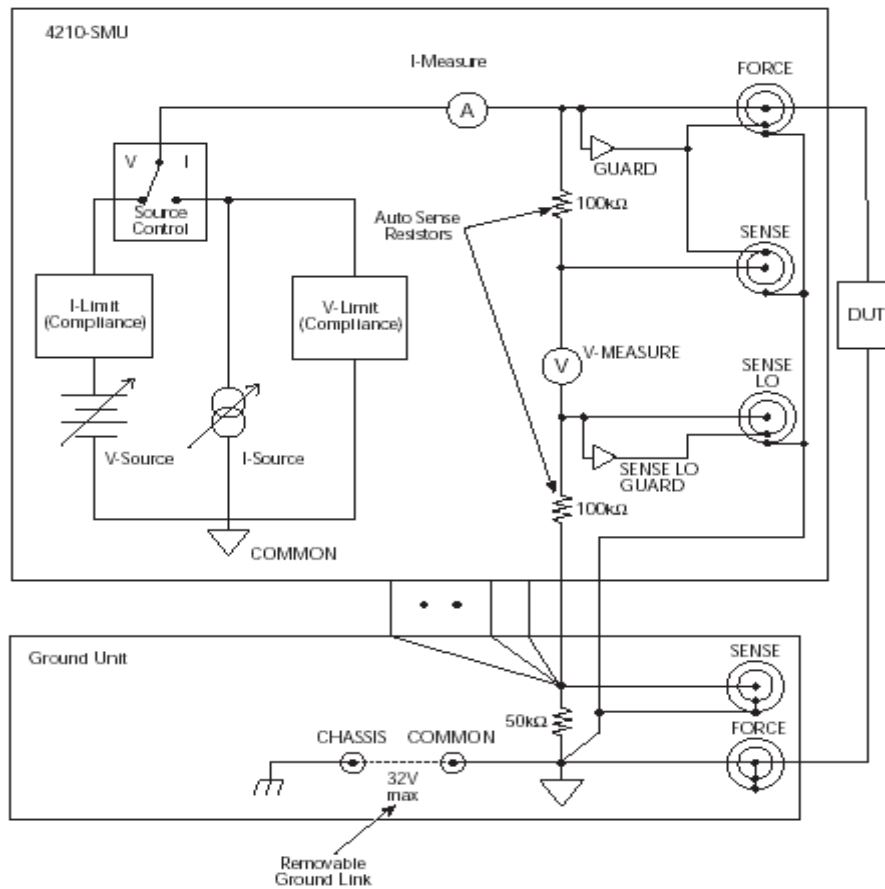 4210-SMU
I-Measure
FORCE
A
V I
Source
Control
GUARD
100kΩ
Auto Sense
Resistors
SENSE
I-Limit
(Compliance)
V-Limit
(Compliance)
DUT
V-MEASURE
V
SENSE
LO
V-Source
I-Source
SENSE LO
GUARD
100kΩ
COMMON
Ground Unit
SENSE
50kΩ
FORCE
CHASSIS COMMON
32V
max
Removable
Ground Link